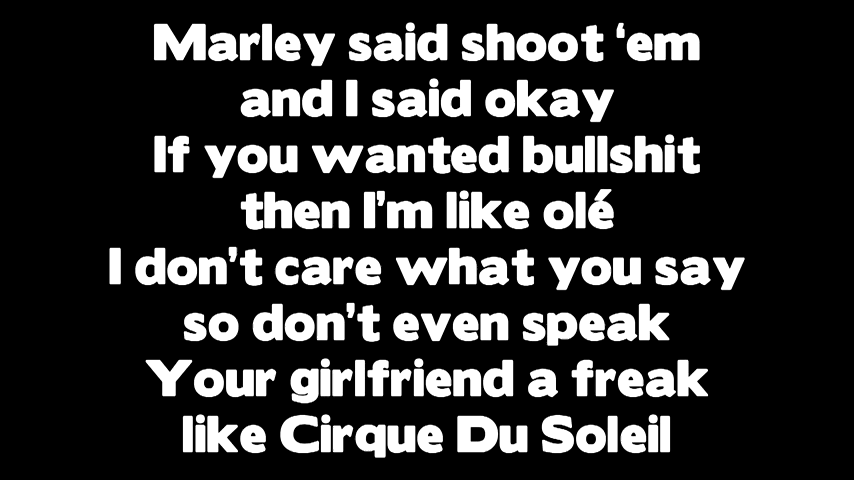 Marley said shoot ‘em
and I said okay
If you wanted bullshit
then I’m like olé
I don’t care what you say
so don’t even speak
Your girlfriend a freak
like Cirque Du Soleil